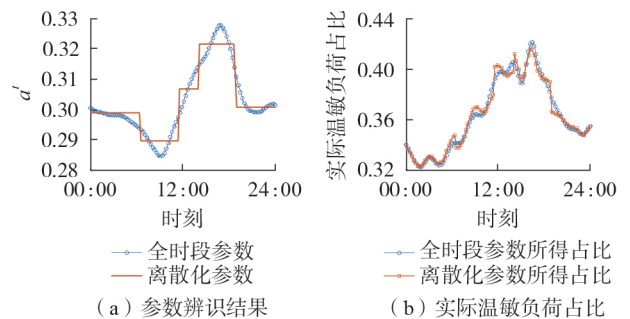 0.33
0.32
0.31
0.30
0.29
0.28
a′
00:00 12:00 24:00
时刻
全时段参数
离散化参数
（a）参数辨识结果
0.44
0.40
0.36
0.32
实际温敏负荷占比
00:00 12:00 24:00
时刻
全时段参数所得占比
离散化参数所得占比
（b）实际温敏负荷占比